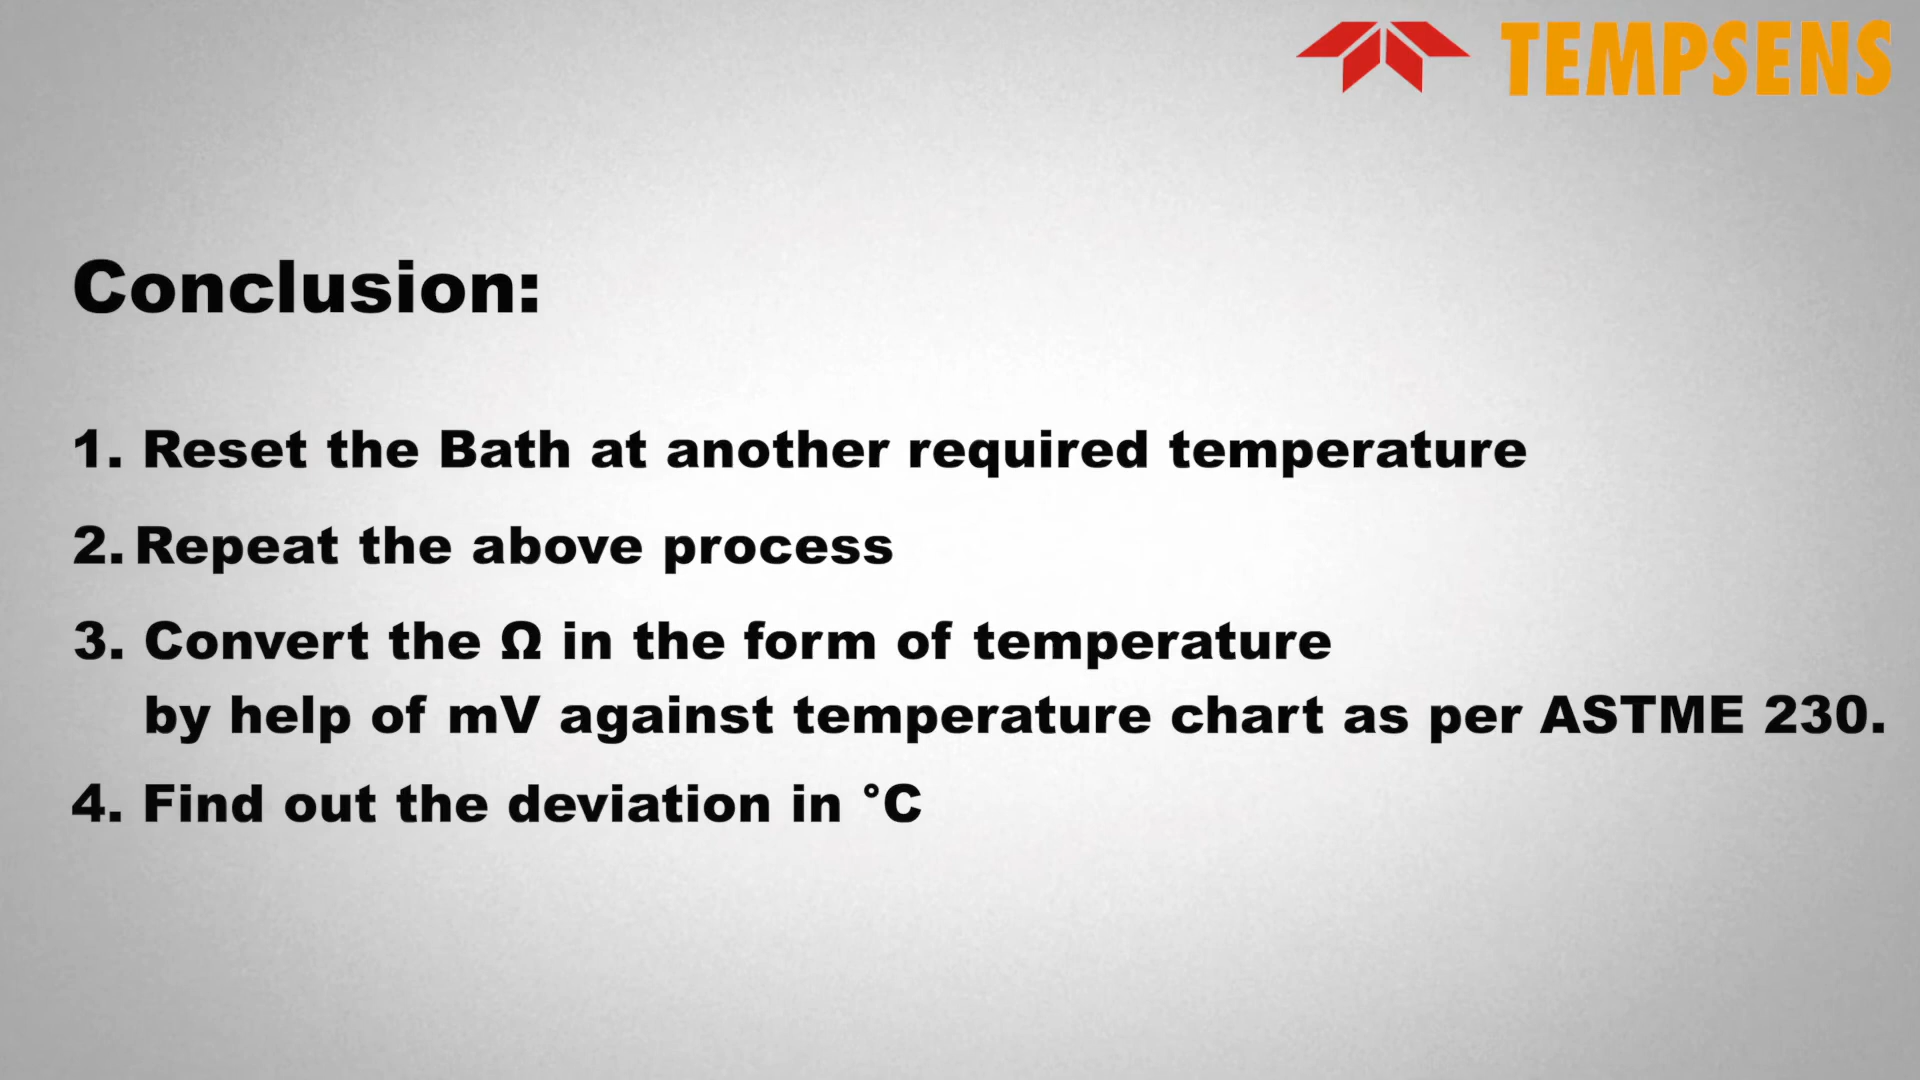 TEMPSENS
Conclusion:
1. Reset the Bath at another required temperature
2. Repeat the above process
3. Convert the Ω in the form of temperature
by help of mV against temperature chart as per ASTME 230.
4. Find out the deviation in °C